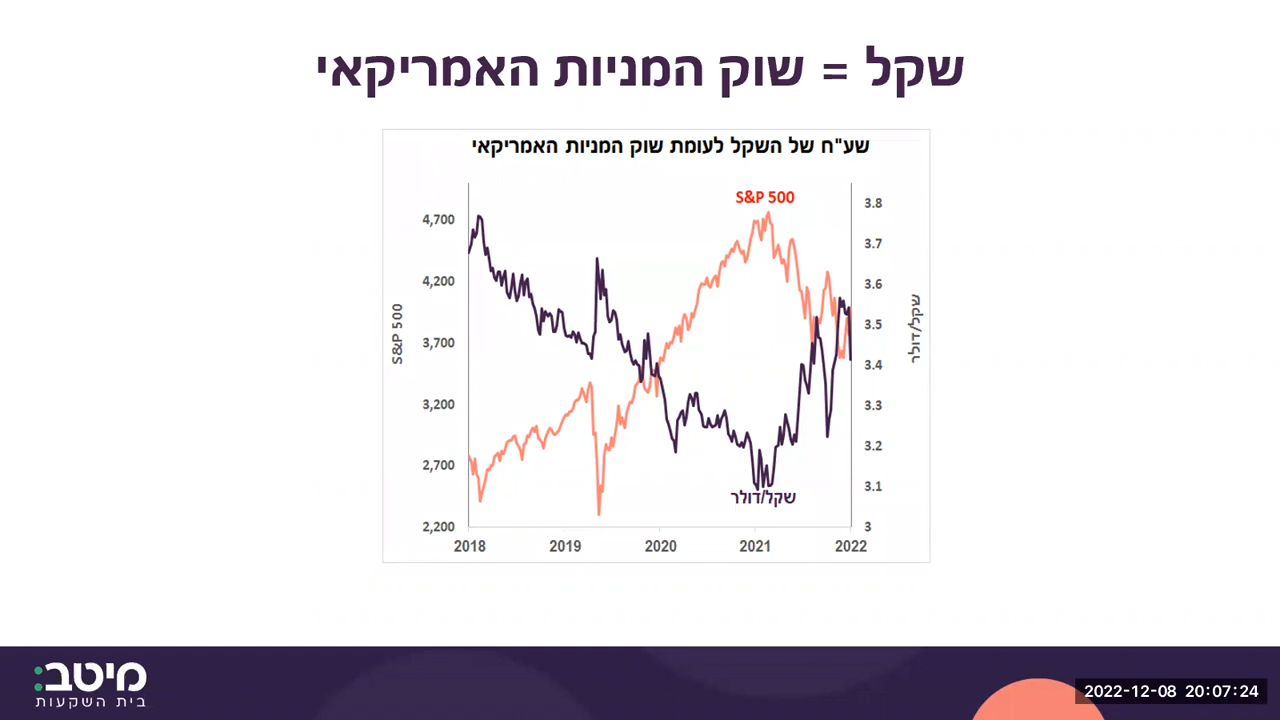 שקל = שוק המניות האמריקאי
שע"ח של השקל לעומת שוק המניות האמריקאי
S&P 500
3.8
4,700
3.7
4,200
3.6
3.5
S&P 500
שקל/דולר
3,700
3.4
3,200
3.3
3.2
2,700
3.1
שקל/דולר
2,200
3
2018
2019
2020
2021
2022
מיטב:
בית השקעות
2022-12-08 20:07:24